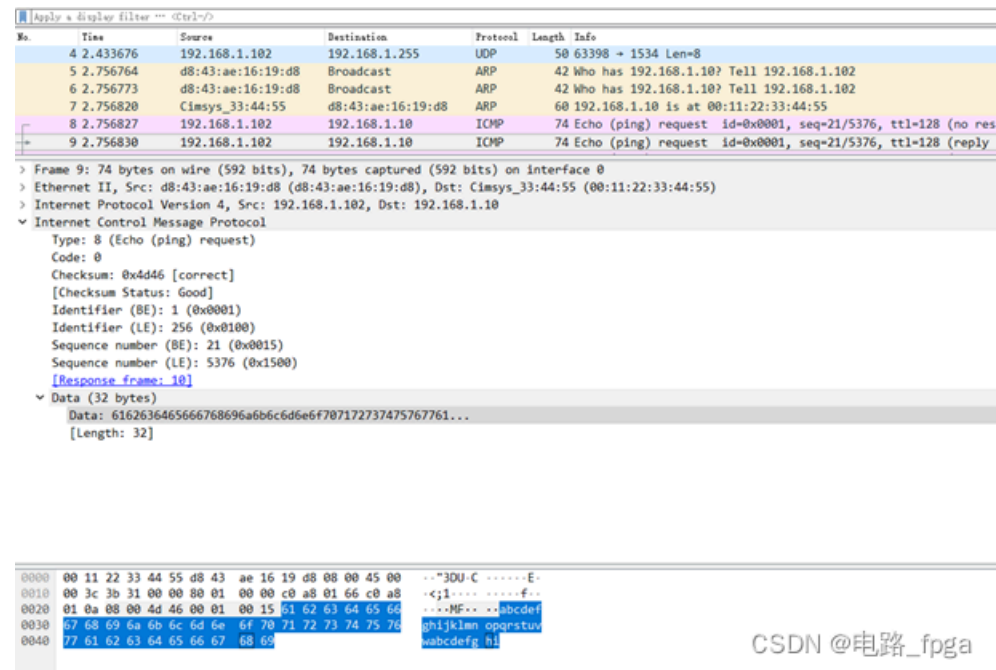 Apply a display filter … <Ctrl-/>
No. Time Source Destination Protocol Length Info
4 2.433676 192.168.1.102 192.168.1.255 UDP 50 63398 → 1534 Len=8
5 2.756764 d8:43:ae:16:19:d8 Broadcast ARP 42 Who has 192.168.1.10? Tell 192.168.1.102
6 2.756773 d8:43:ae:16:19:d8 Broadcast ARP 42 Who has 192.168.1.10? Tell 192.168.1.102
7 2.756820 Cimsys_33:44:55 d8:43:ae:16:19:d8 ARP 60 192.168.1.10 is at 00:11:22:33:44:55
8 2.756827 192.168.1.102 192.168.1.10 ICMP 74 Echo (ping) request id=0x0001, seq=21/5376, ttl=128 (no res
9 2.756830 192.168.1.102 192.168.1.10 ICMP 74 Echo (ping) request id=0x0001, seq=21/5376, ttl=128 (reply
Frame 9: 74 bytes on wire (592 bits), 74 bytes captured (592 bits) on interface 0
Ethernet II, Src: d8:43:ae:16:19:d8 (d8:43:ae:16:19:d8), Dst: Cimsys_33:44:55 (00:11:22:33:44:55)
Internet Protocol Version 4, Src: 192.168.1.102, Dst: 192.168.1.10
Internet Control Message Protocol
Type: 8 (Echo (ping) request)
Code: 0
Checksum: 0x4d46 [correct]
[Checksum Status: Good]
Identifier (BE): 1 (0x0001)
Identifier (LE): 256 (0x0100)
Sequence number (BE): 21 (0x0015)
Sequence number (LE): 5376 (0x1500)
[Response frame: 10]
Data (32 bytes)
Data: 6162636465666768696a6b6c6d6e6f707172737475767761...
[Length: 32]
0000 00 11 22 33 44 55 d8 43 ae 16 19 d8 08 00 45 00 ··"3DU·C ······E·
0010 00 3c 3b 31 00 00 80 01 00 00 c0 a8 01 66 c0 a8 ·<;1···· ·····f··
0020 01 0a 08 00 4d 46 00 01 00 15 61 62 63 64 65 66 ····MF·· ··abcdef
0030 67 68 69 6a 6b 6c 6d 6e 6f 70 71 72 73 74 75 76 ghijklmn opqrstuv
0040 77 61 62 63 64 65 66 67 68 69 wabcdefg hi
CSDN @电路_fpga